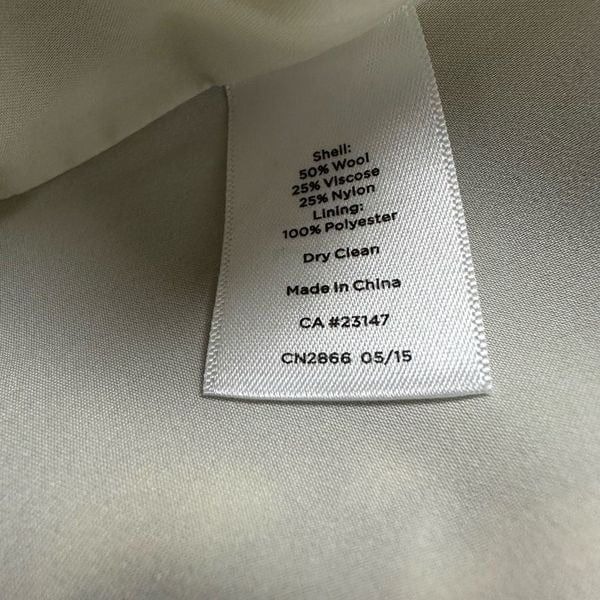 Shell:
50% Wool
25% Viscose
25% Nylon
Lining:
100% Polyester
Dry Clean
Made in China
CA #23147
CN2866 05/15